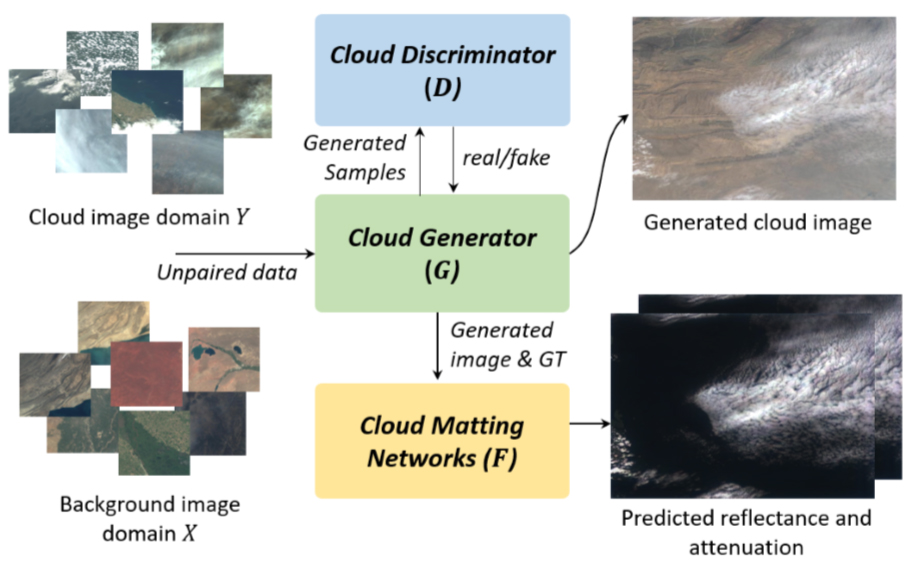 Cloud image domain Y
Unpaired data
Background image
domain X
Cloud Discriminator
(D)
Generated
Samples
real/fake
Cloud Generator
(G)
Generated
image & GT
Cloud Matting
Networks (F)
Generated cloud image
Predicted reflectance and
attenuation